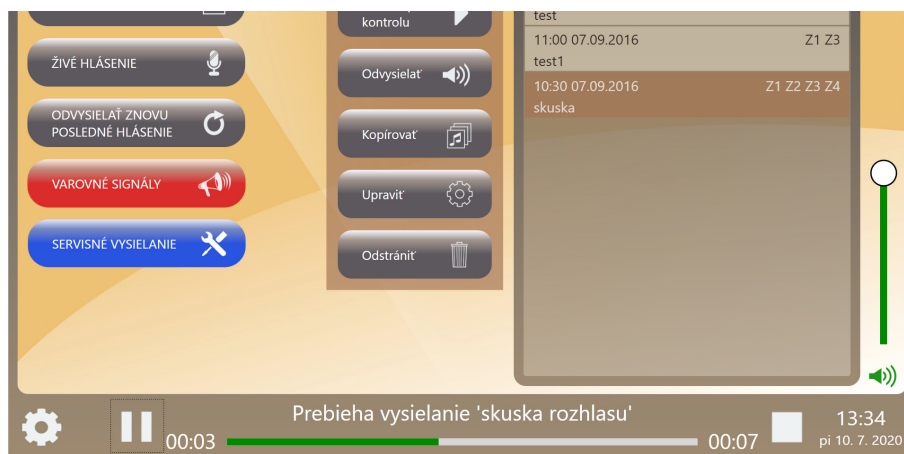 ŽIVÉ HLÁSENIE
ODVYSIELAŤ ZNOVU
POSLEDNÉ HLÁSENIE
VAROVNÉ SIGNÁLY
SERVISNÉ VYSIELANIE
kontrolu
Odvysielať
Kopírovať
Upraviť
Odstrániť
test
11:00 07.09.2016 Z1 Z3
test1
10:30 07.09.2016 Z1 Z2 Z3 Z4
skuska
Prebieha vysielanie 'skuska rozhlasu'
00:03
00:07
13:34
pi 10. 7. 2020